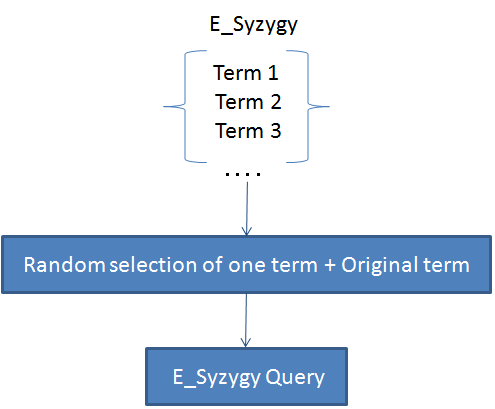 E_Syzygy
Term 1
Term 2
Term 3
....
Random selection of one term + Original term
E_Syzygy Query